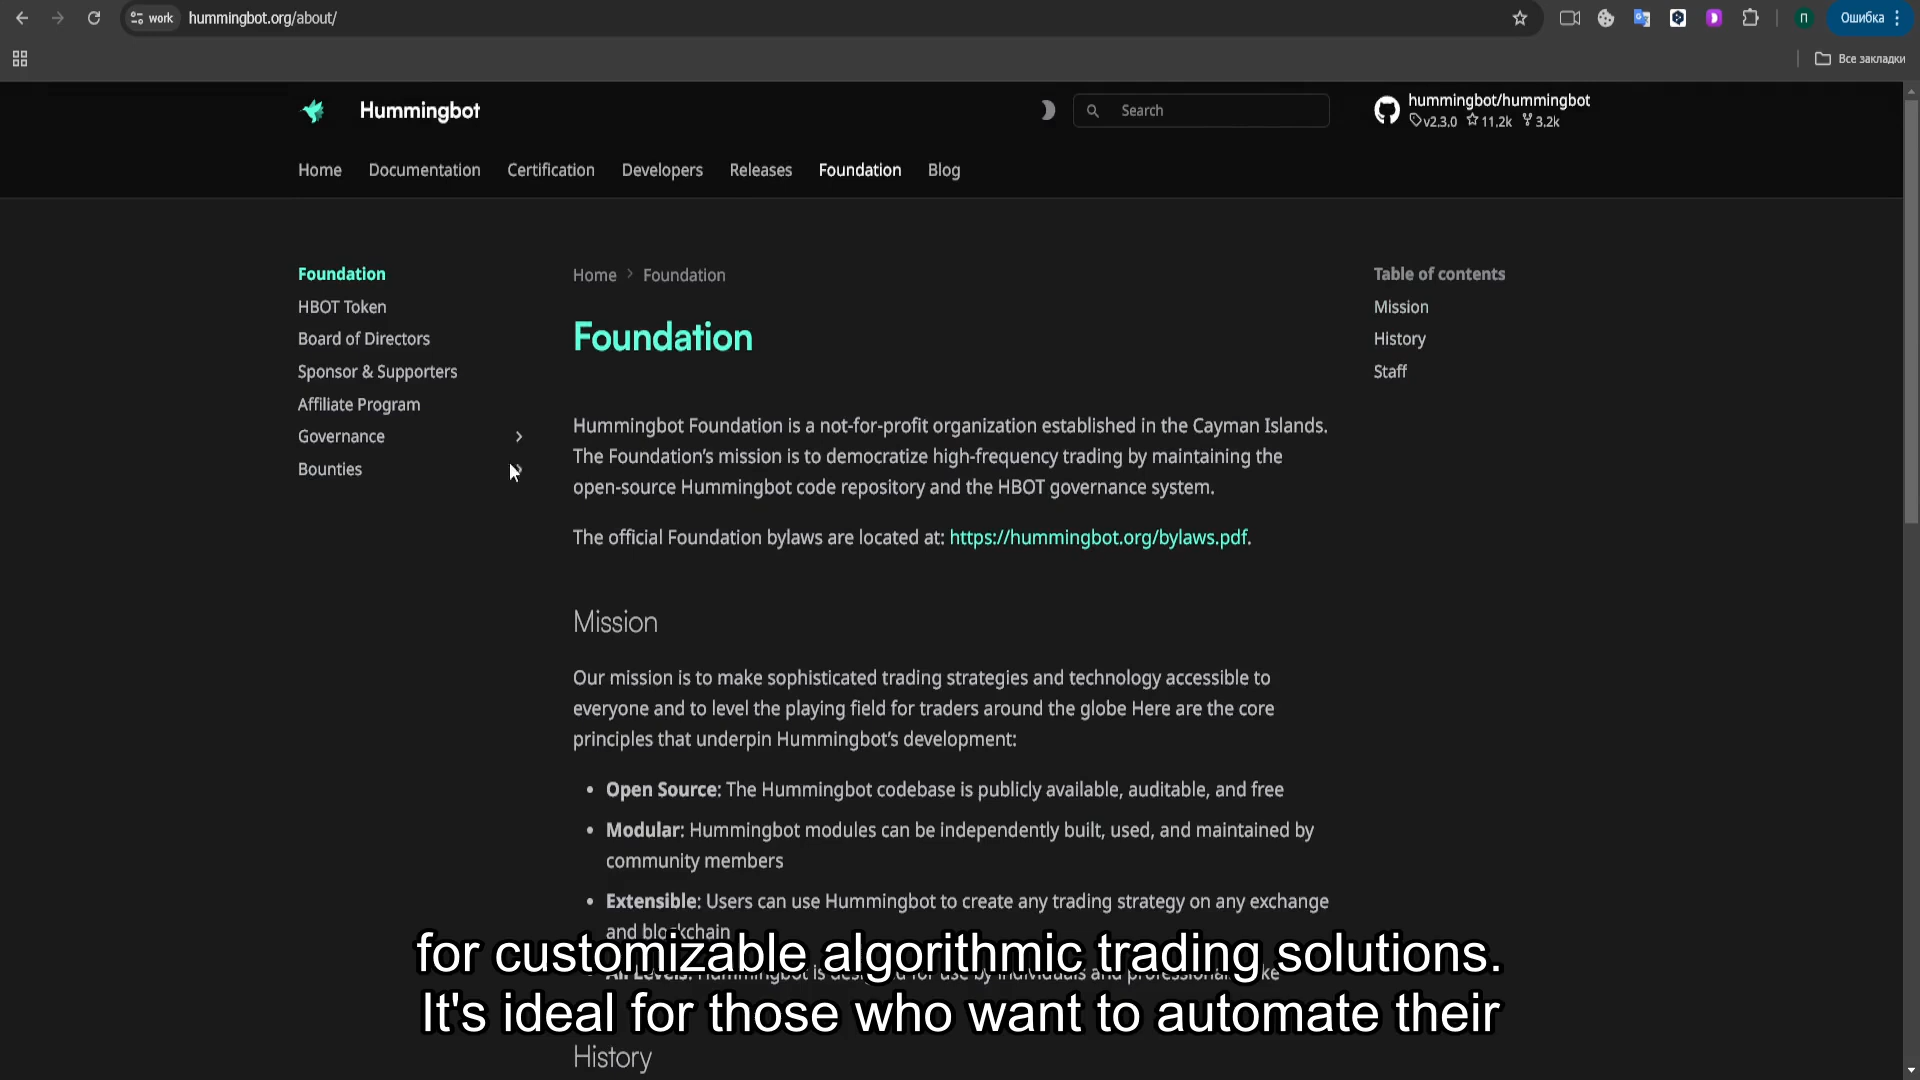 work hummingbot.org/about/
П
Ошибка
Все закладки
Hummingbot
Search
hummingbot/hummingbot
v2.3.0 11.2k 3.2k
Home Documentation Certification Developers Releases Foundation Blog
Foundation
HBOT Token
Board of Directors
Sponsor & Supporters
Affiliate Program
Governance
Bounties
Home Foundation
Foundation
Hummingbot Foundation is a not-for-profit organization established in the Cayman Islands.
The Foundation's mission is to democratize high-frequency trading by maintaining the
open-source Hummingbot code repository and the HBOT governance system.
The official Foundation bylaws are located at: https://hummingbot.org/bylaws.pdf.
Mission
Our mission is to make sophisticated trading strategies and technology accessible to
everyone and to level the playing field for traders around the globe Here are the core
principles that underpin Hummingbot's development:
• Open Source: The Hummingbot codebase is publicly available, auditable, and free
• Modular: Hummingbot modules can be independently built, used, and maintained by
community members
• Extensible: Users can use Hummingbot to create any trading strategy on any exchange
and blockchain
All Levels: Hummingbot is designed for use by individuals and professionals
History
Table of contents
Mission
History
Staff
for customizable algorithmic trading solutions.
It's ideal for those who want to automate their